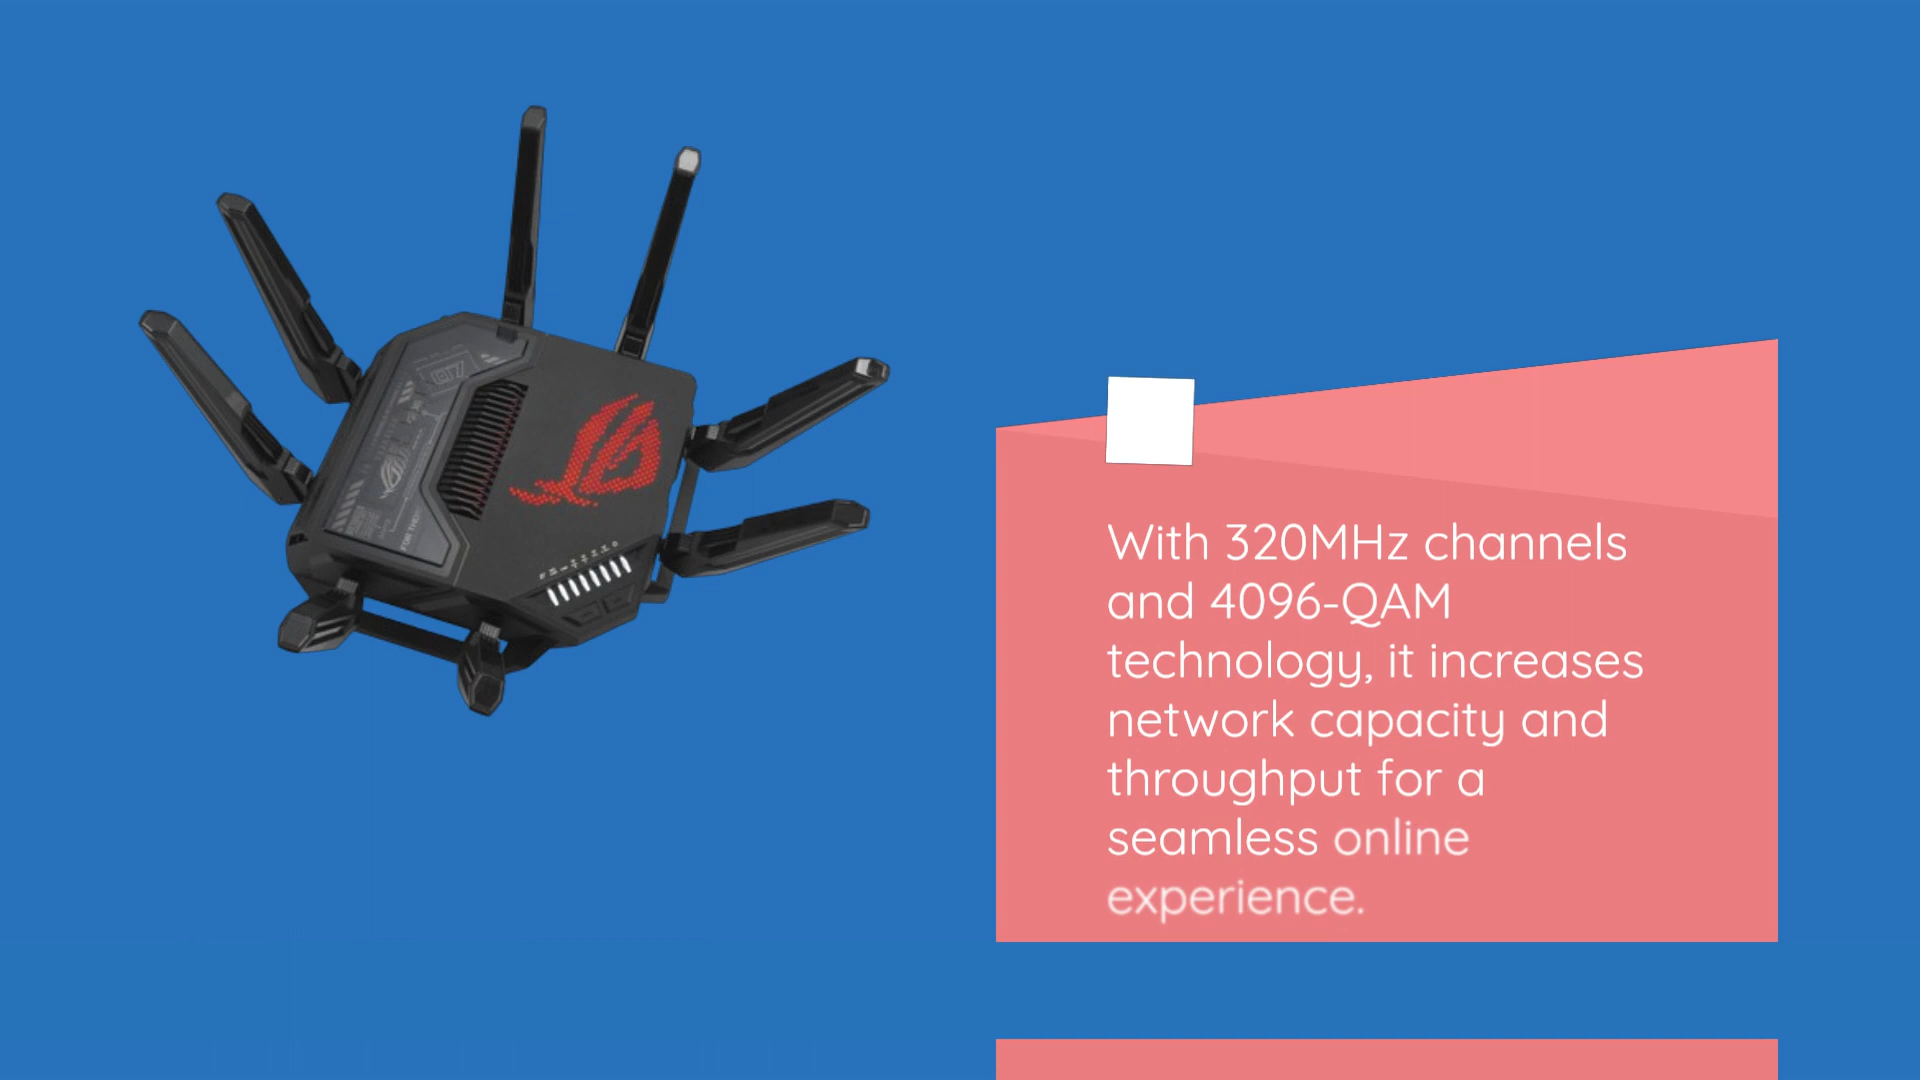 With 320MHz channels
and 4096-QAM
technology, it increases
network capacity and
throughput for a
seamless online
experience.